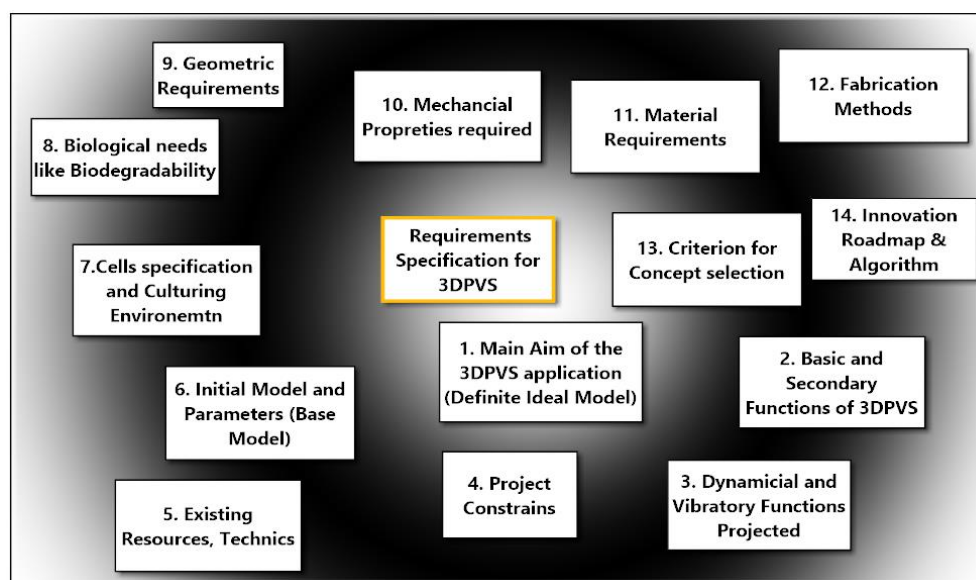 9. Geometric
Requirements
10. Mechancial
Propreties required
11. Material
Requirements
12. Fabrication
Methods
8. Biological needs
like Biodegradability
Requirements
Specification for
3DPVS
13. Criterion for
Concept selection
14. Innovation
Roadmap &
Algorithm
7.Cells specification
and Culturing
Environemtn
1. Main Aim of the
3DPVS application
(Definite Ideal Model)
2. Basic and
Secondary
Functions of 3DPVS
6. Initial Model and
Parameters (Base
Model)
4. Project
Constrains
3. Dynamicial and
Vibratory Functions
Projected
5. Existing
Resources, Technics